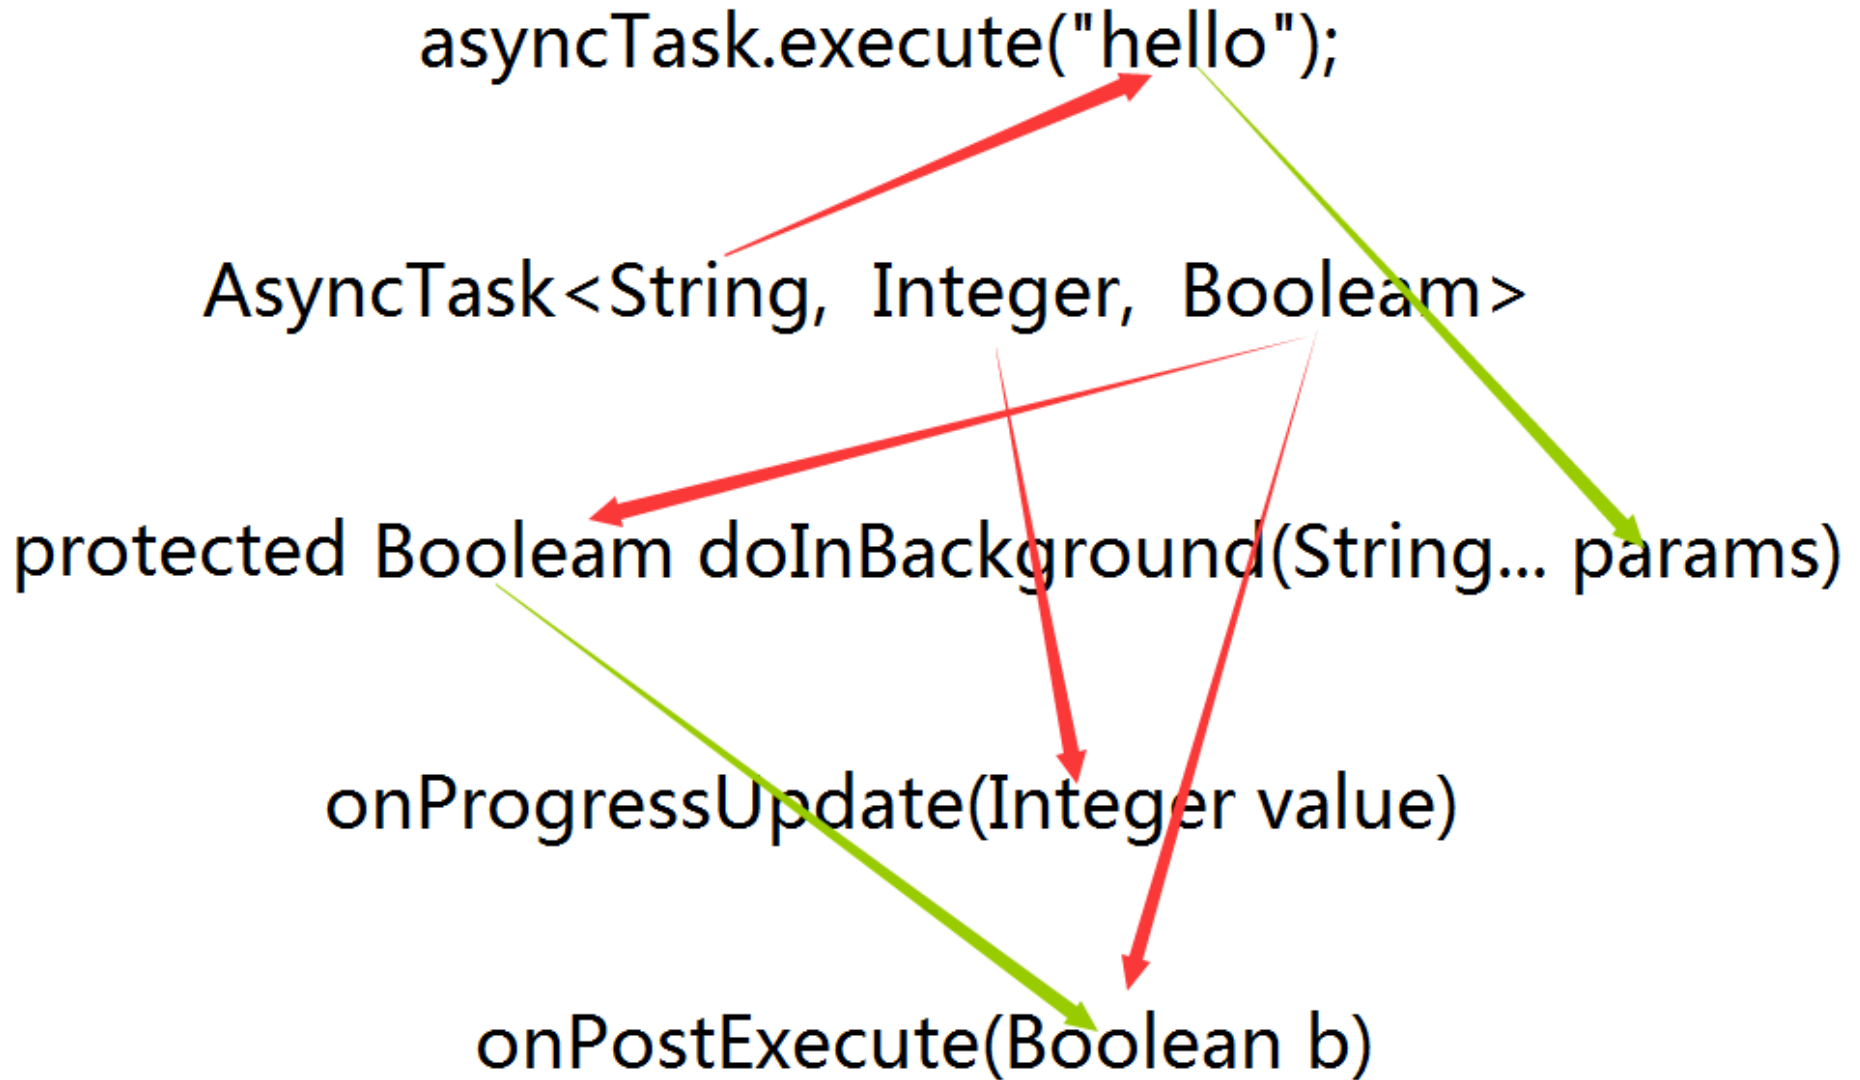 asyncTask.execute("hello");
AsyncTask<String, Integer, Booleam>
protected Booleam doInBackground(String... params)
onProgressUpdate(Integer value)
onPostExecute(Boolean b)